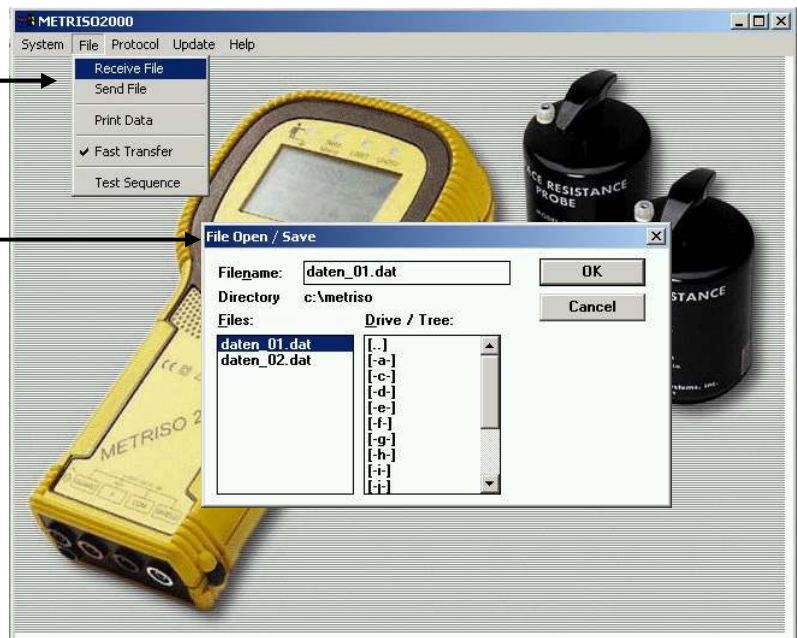 METRISO2000
System File Protocol Update Help
Receive File
Send File
Print Data
Fast Transfer
Test Sequence
ACE RESISTANCE
PROBE
File Open / Save
Filename: daten_01.dat
OK
Directory c:\metriso
Cancel
STANCE
Files: Drive / Tree:
daten_01.dat
daten_02.dat
[..]
[-a-]
[-c-]
[-d-]
[-e-]
[-f-]
[-g-]
[-h-]
[-i-]
[-j-]
METRISO 2